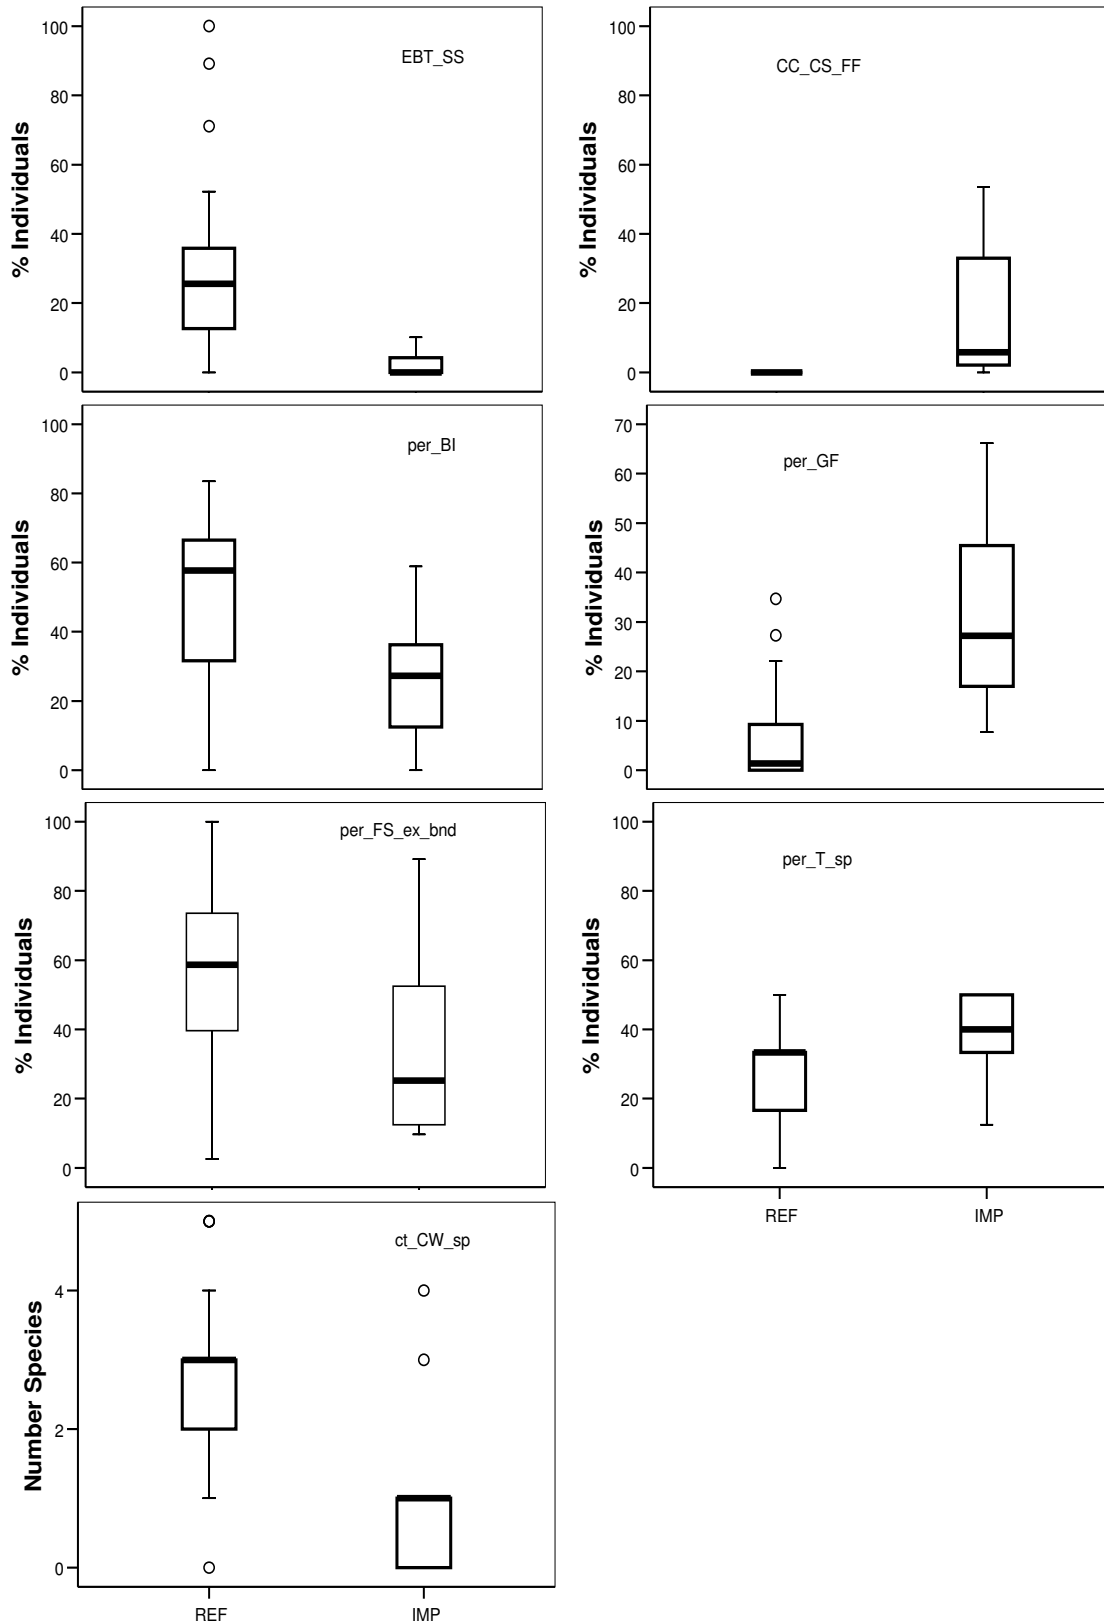 100
80
60
40
20
0
% Individuals
EBT_SS
100
80
60
40
20
0
% Individuals
CC_CS_FF
100
80
60
40
20
0
% Individuals
per_BI
70
60
50
40
30
20
10
0
% Individuals
per_GF
100
80
60
40
20
0
% Individuals
per_FS_ex_bnd
100
80
60
40
20
0
% Individuals
per_T_sp
REF
IMP
4
2
0
Number Species
ct_CW_sp
REF
IMP